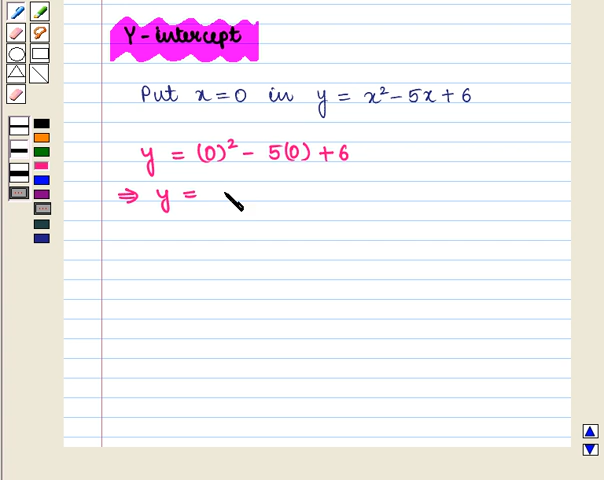 Y-intercept
Put x=0 in y = x² - 5x + 6
y = (0)² - 5(0) + 6
⇒ y =